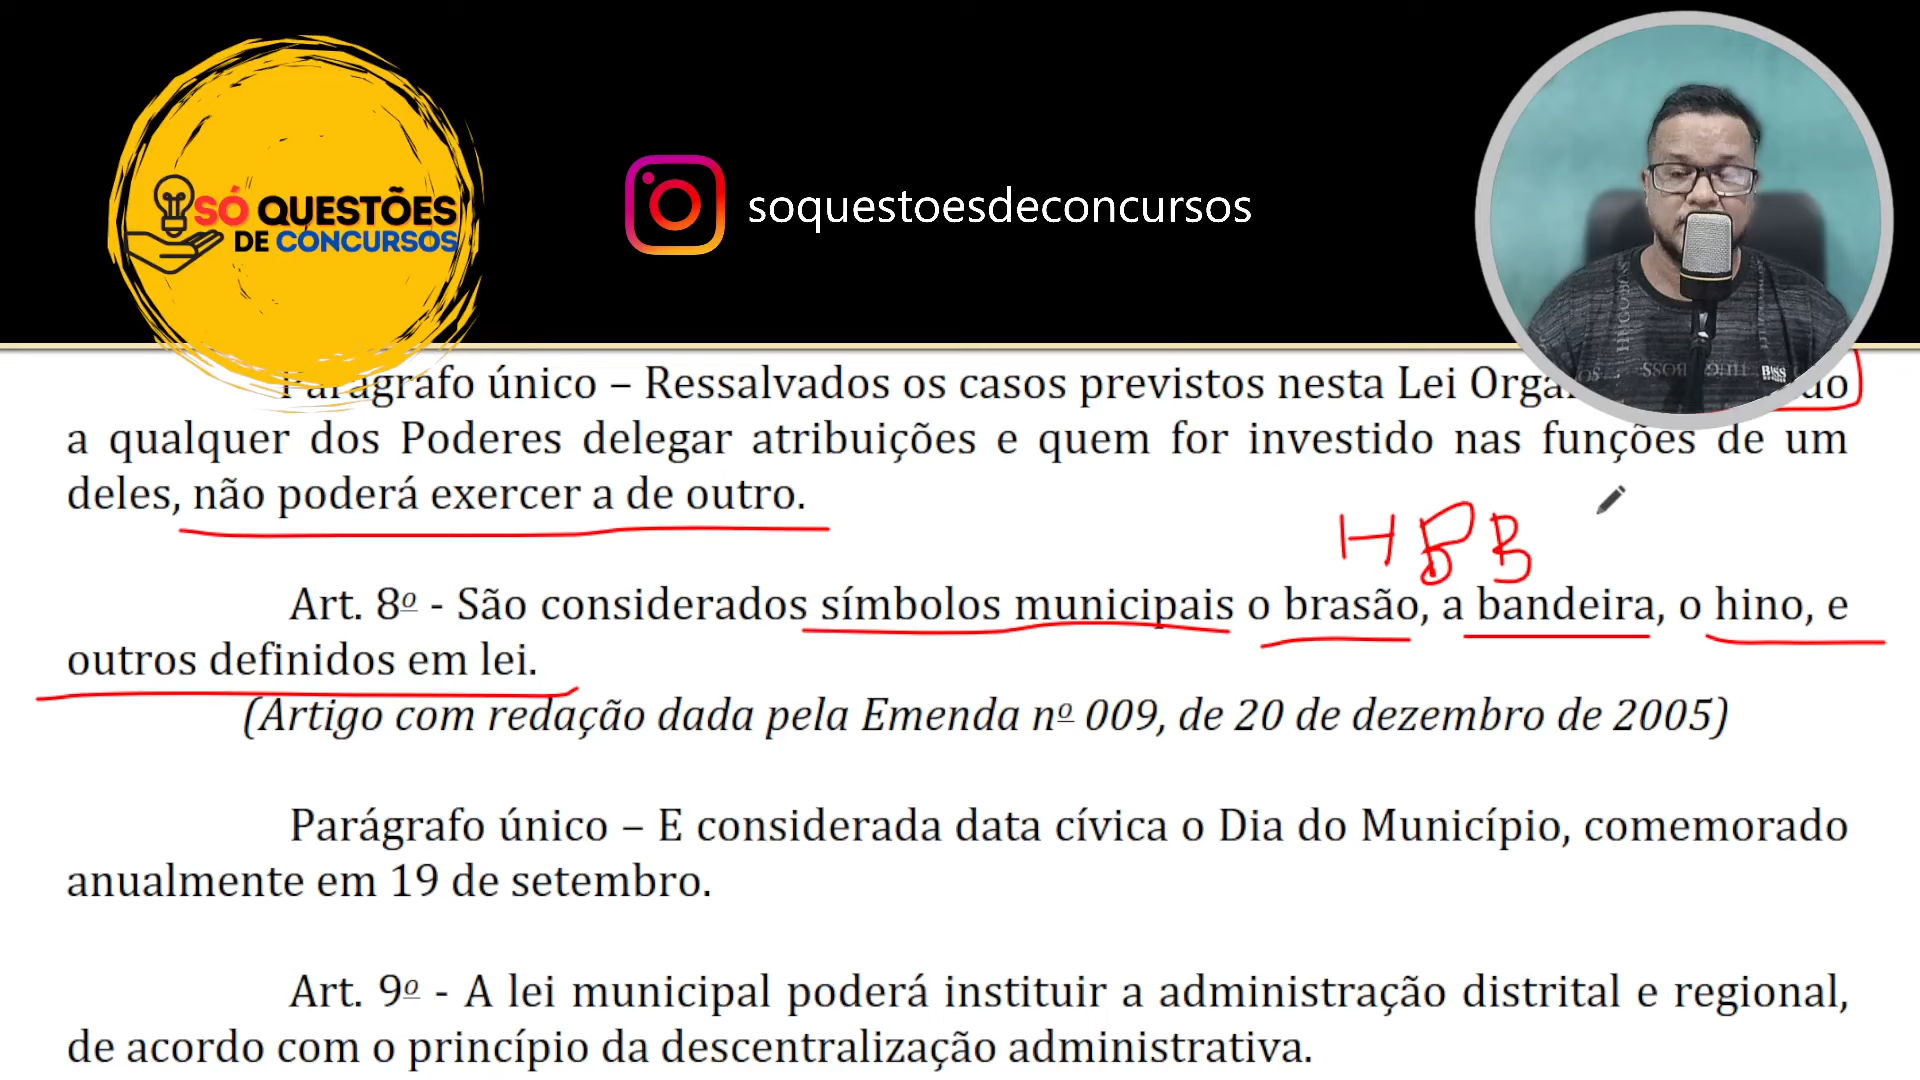 SÓ QUESTÕES
DE CONCURSOS
soquestoesdeconcursos
Parágrafo único – Ressalvados os casos previstos nesta Lei
a qualquer dos Poderes delegar atribuições e quem for investido nas funções de um
deles, não poderá exercer a de outro.
H B B
Art. 8º - São considerados símbolos municipais o brasão, a bandeira, o hino, e
outros definidos em lei.
(Artigo com redação dada pela Emenda nº 009, de 20 de dezembro de 2005)
Parágrafo único – E considerada data cívica o Dia do Município, comemorado
anualmente em 19 de setembro.
Art. 9º - A lei municipal poderá instituir a administração distrital e regional,
de acordo com o princípio da descentralização administrativa.